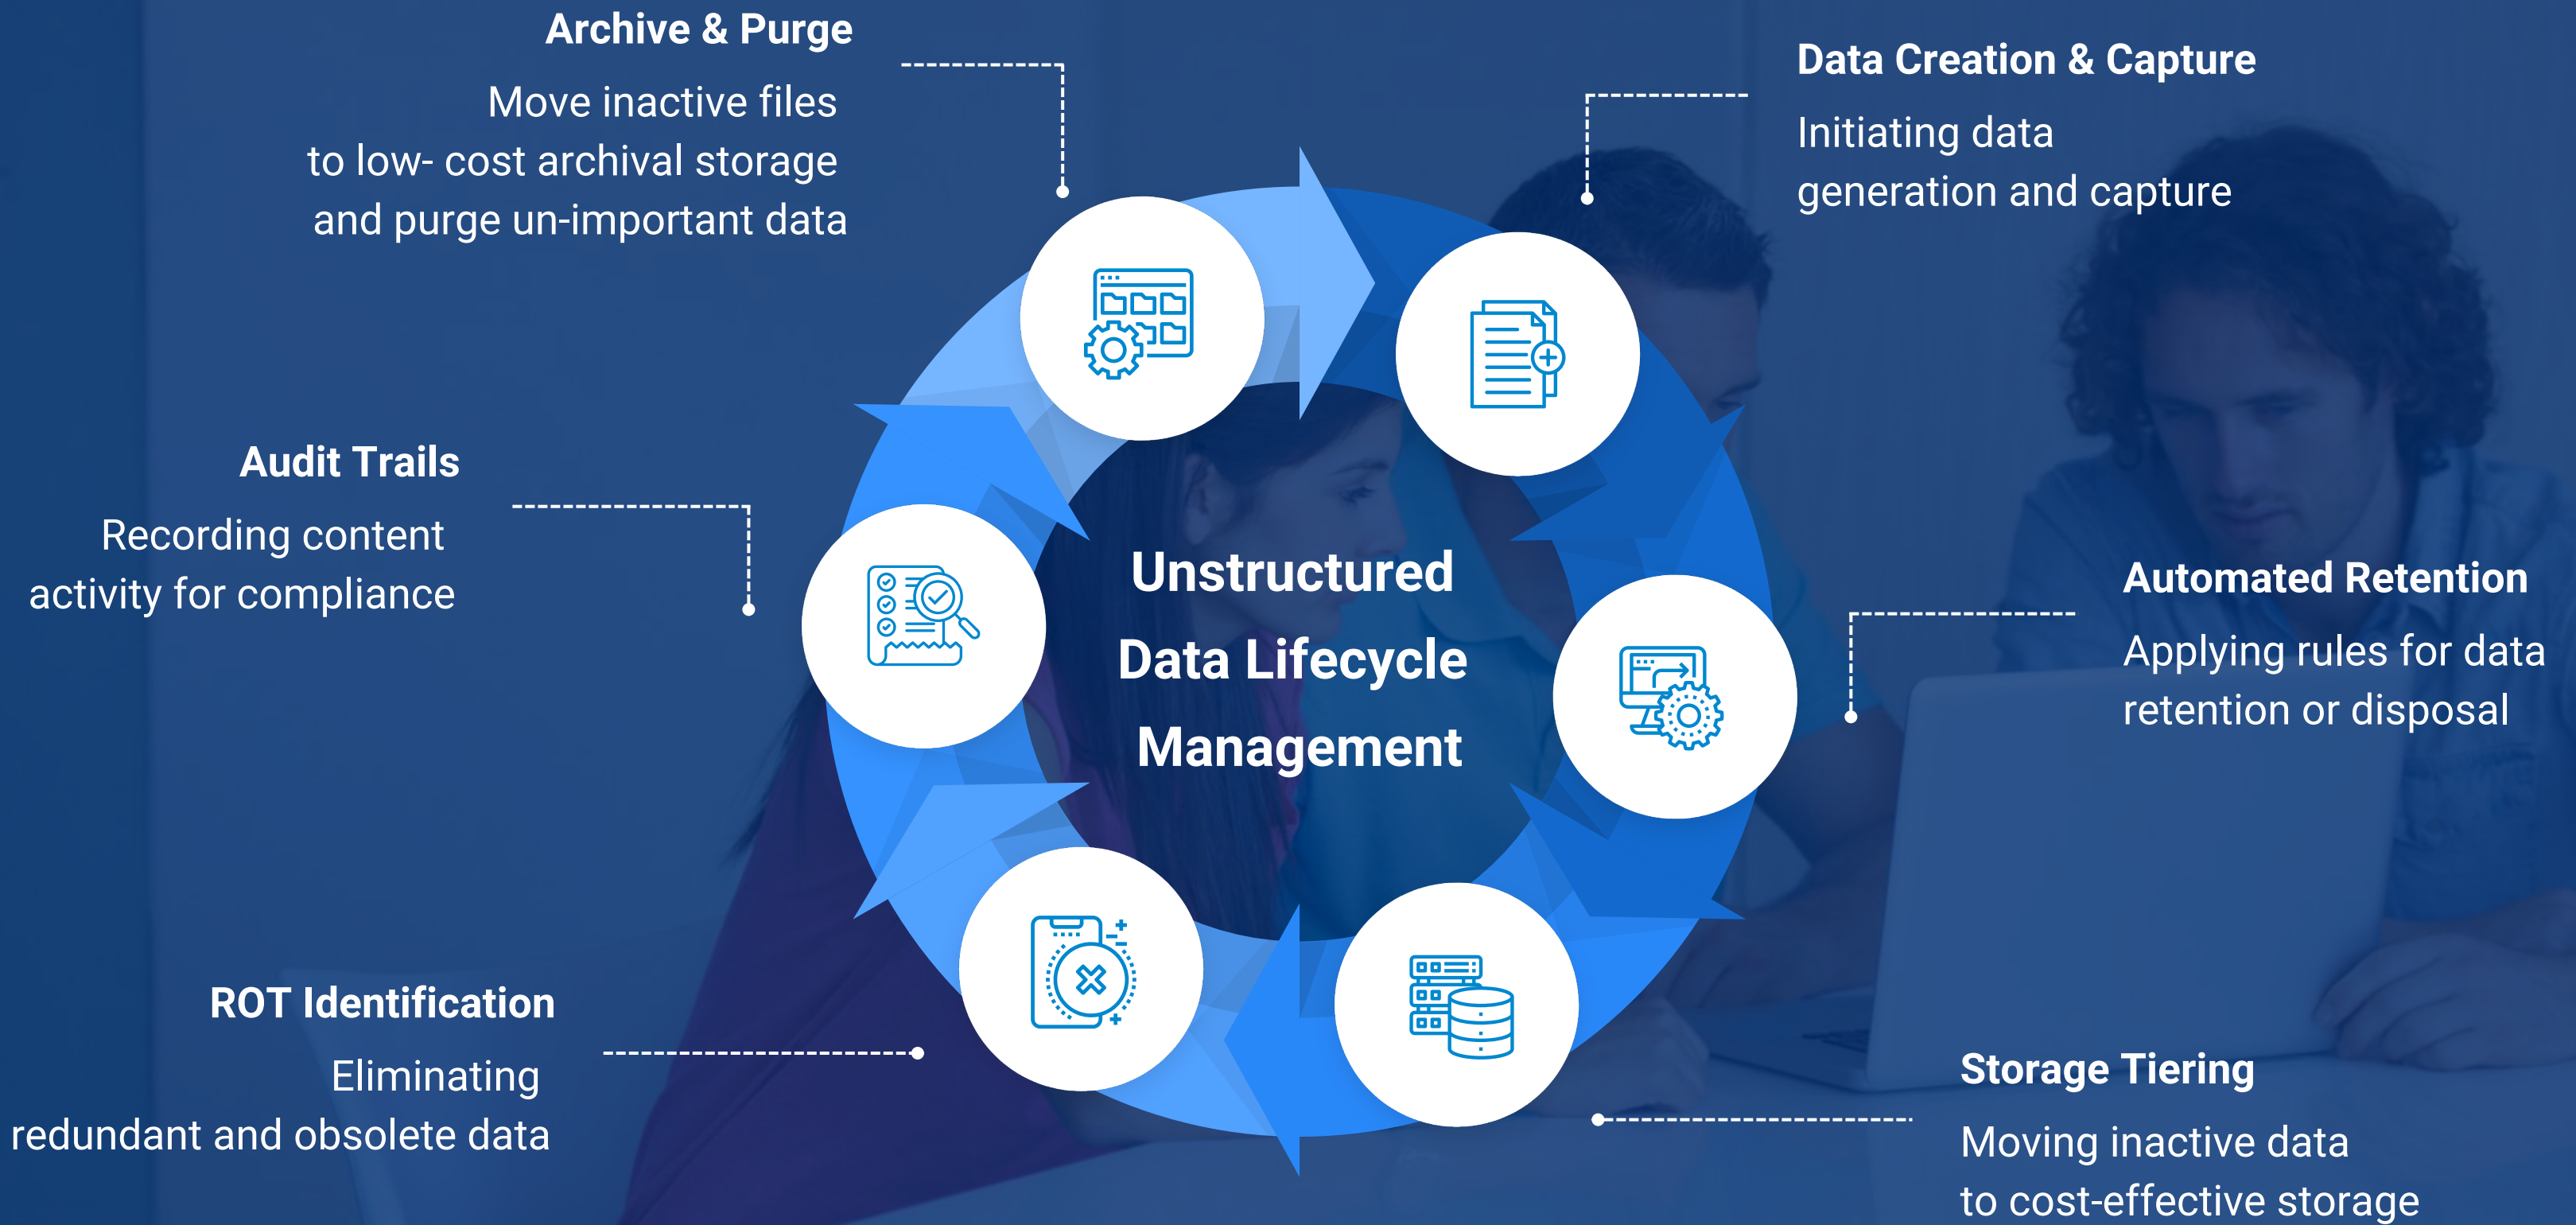 Archive & Purge
Move inactive files
to low- cost archival storage
and purge un-important data
Data Creation & Capture
Initiating data
generation and capture
Audit Trails
Recording content
activity for compliance
Unstructured
Data Lifecycle
Management
Automated Retention
Applying rules for data
retention or disposal
ROT Identification
Eliminating
redundant and obsolete data
Storage Tiering
Moving inactive data
to cost-effective storage